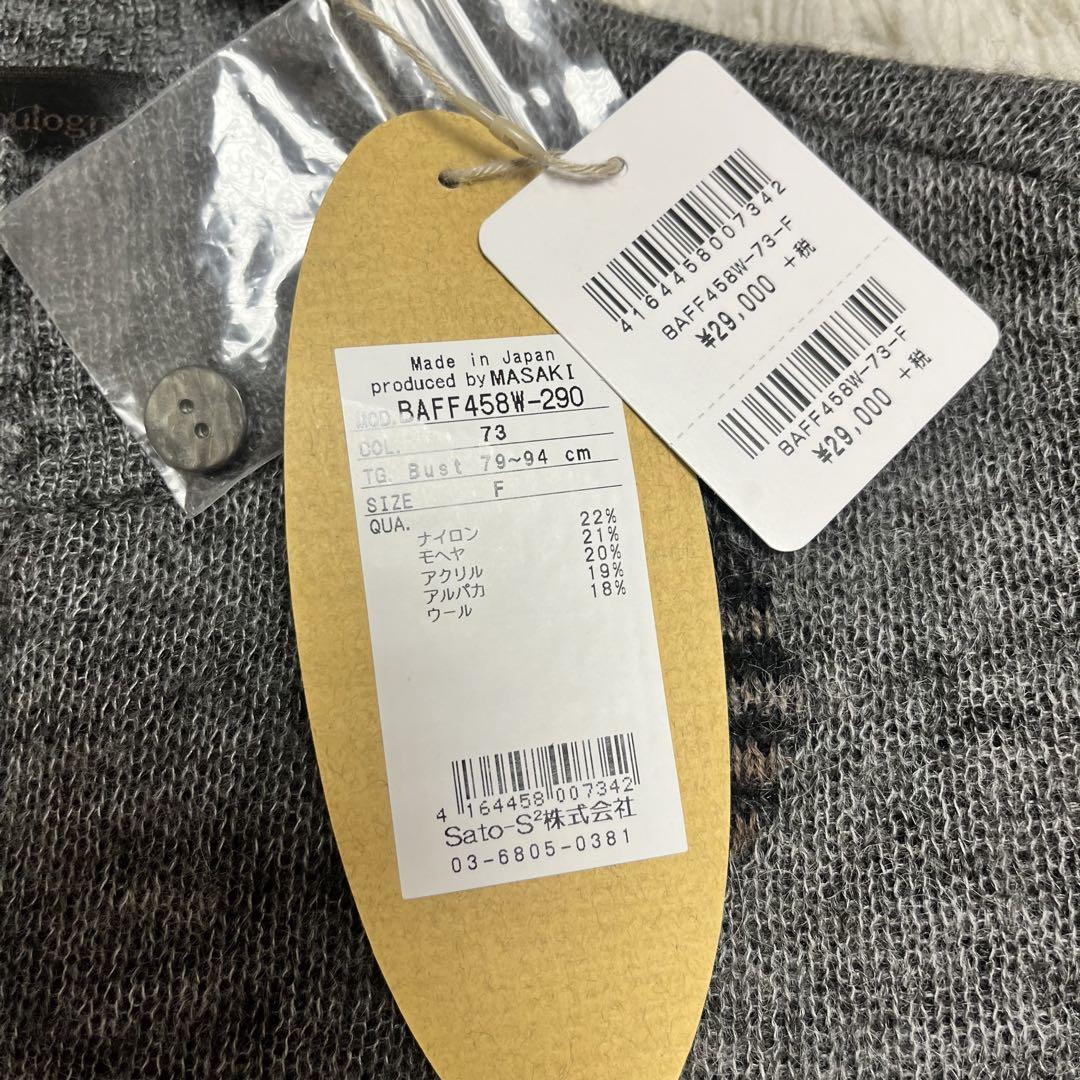 4164458007342
BAFF458W-73-F
¥29,000 +税
BAFF458W-73-F
¥29,000 +税
Made in Japan
produced by MASAKI
MOD. BAFF458W-290
COL. 73
TG. Bust 79~94 cm
SIZE F
QUA.
ナイロン 22%
モヘヤ 21%
アクリル 20%
アルパカ 19%
ウール 18%
4 164458 007342
Sato-S²株式会社
03-6805-0381